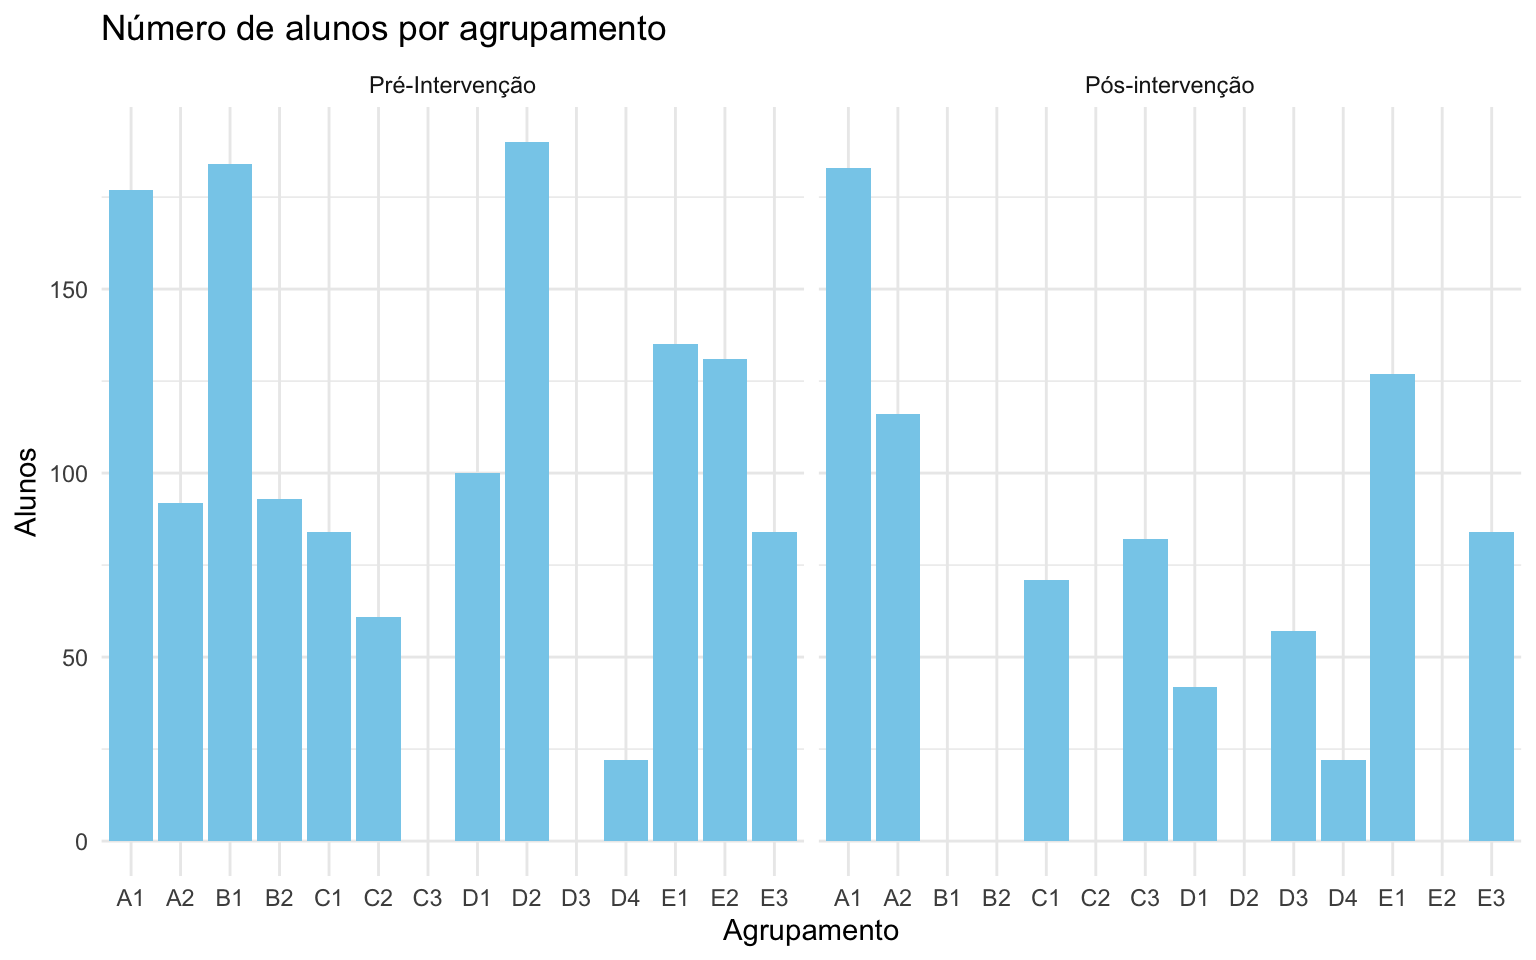 Número de alunos por agrupamento
Pré-Intervenção Pós-intervenção
Alunos
150
100
50
0
A1 A2 B1 B2 C1 C2 C3 D1 D2 D3 D4 E1 E2 E3 A1 A2 B1 B2 C1 C2 C3 D1 D2 D3 D4 E1 E2 E3
Agrupamento